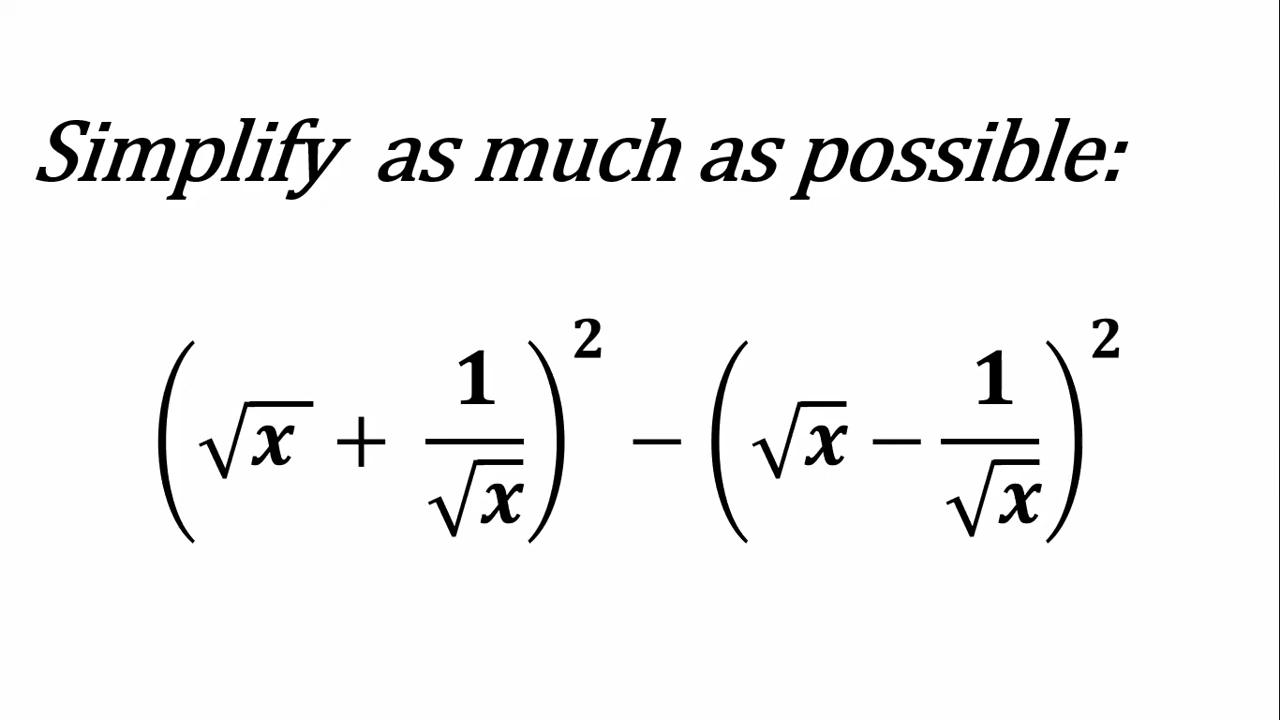 Simplify as much as possible:
(√x + 1/√x)² − (√x − 1/√x)²